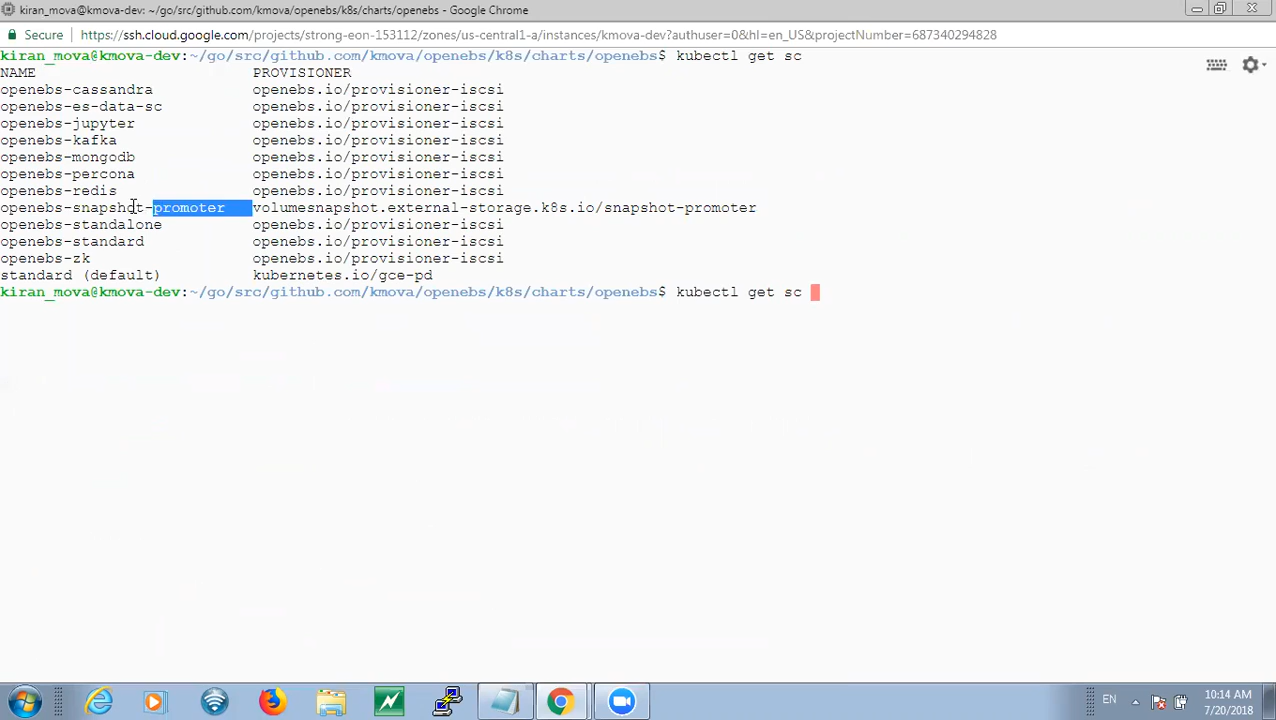 kiran_mova@kmova-dev: ~/go/src/github.com/kmova/openebs/k8s/charts/openebs - Google Chrome
Secure https://ssh.cloud.google.com/projects/strong-eon-153112/zones/us-central1-a/instances/kmova-dev?authuser=0&hl=en_US&projectNumber=687340294828
kiran_mova@kmova-dev:~/go/src/github.com/kmova/openebs/k8s/charts/openebs$ kubectl get sc
NAME PROVISIONER
openebs-cassandra openebs.io/provisioner-iscsi
openebs-es-data-sc openebs.io/provisioner-iscsi
openebs-jupyter openebs.io/provisioner-iscsi
openebs-kafka openebs.io/provisioner-iscsi
openebs-mongodb openebs.io/provisioner-iscsi
openebs-percona openebs.io/provisioner-iscsi
openebs-redis openebs.io/provisioner-iscsi
openebs-snapshot-promoter volumesnapshot.external-storage.k8s.io/snapshot-promoter
openebs-standalone openebs.io/provisioner-iscsi
openebs-standard openebs.io/provisioner-iscsi
openebs-zk openebs.io/provisioner-iscsi
standard (default) kubernetes.io/gce-pd
kiran_mova@kmova-dev:~/go/src/github.com/kmova/openebs/k8s/charts/openebs$ kubectl get sc
EN
10:14 AM
7/20/2018